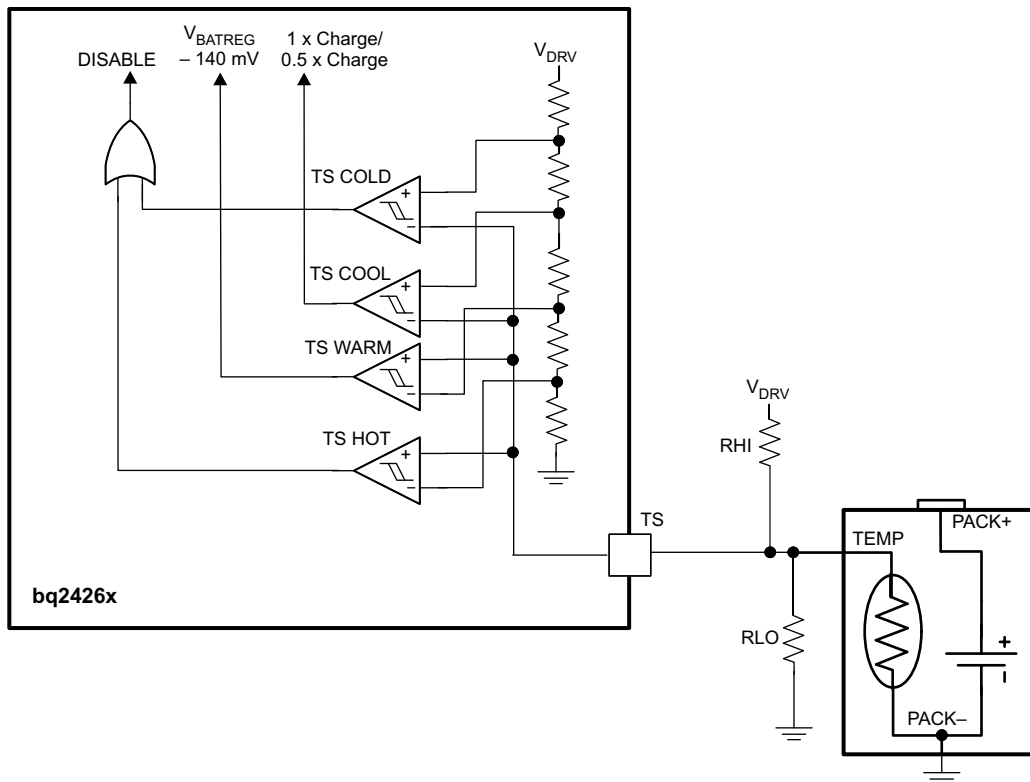 DISABLE
VBATREG
– 140 mV
1 x Charge/
0.5 x Charge
VDRV
TS COLD
+
–
TS COOL
+
–
TS WARM
+
–
TS HOT
+
–
bq2426x
TS
VDRV
RHI
RLO
TEMP
PACK+
+
–
PACK–